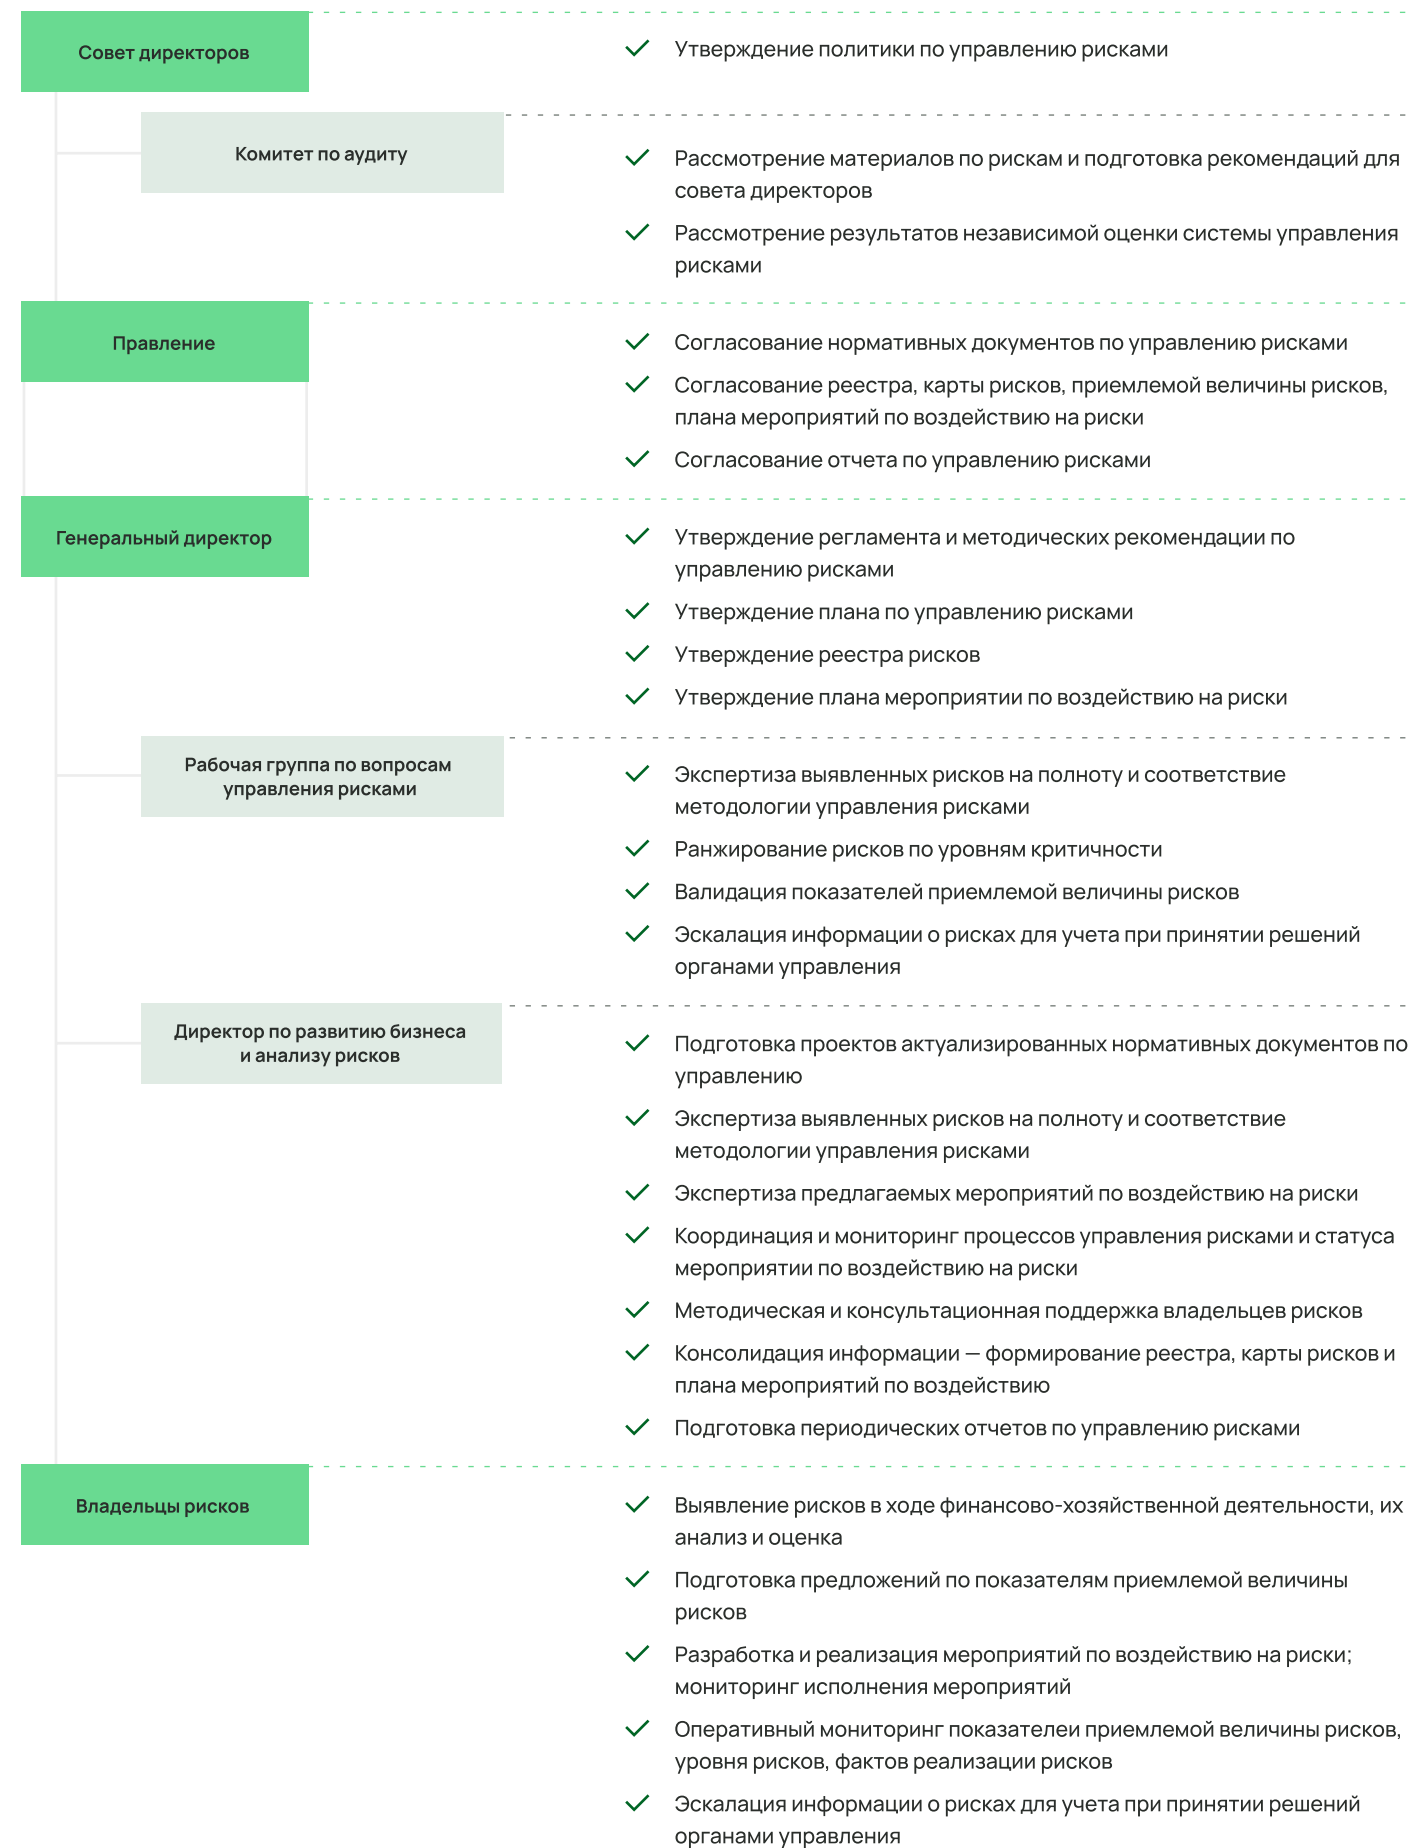 Совет директоров
Утверждение политики по управлению рисками
Комитет по аудиту
Рассмотрение материалов по рискам и подготовка рекомендаций для
совета директоров
Рассмотрение результатов независимой оценки системы управления
рисками
Правление
Согласование нормативных документов по управлению рисками
Согласование реестра, карты рисков, приемлемой величины рисков,
плана мероприятий по воздействию на риски
Согласование отчета по управлению рисками
Генеральный директор
Утверждение регламента и методических рекомендации по
управлению рисками
Утверждение плана по управлению рисками
Утверждение реестра рисков
Утверждение плана мероприятии по воздействию на риски
Рабочая группа по вопросам
управления рисками
Экспертиза выявленных рисков на полноту и соответствие
методологии управления рисками
Ранжирование рисков по уровням критичности
Валидация показателей приемлемой величины рисков
Эскалация информации о рисках для учета при принятии решений
органами управления
Директор по развитию бизнеса
и анализу рисков
Подготовка проектов актуализированных нормативных документов по
управлению
Экспертиза выявленных рисков на полноту и соответствие
методологии управления рисками
Экспертиза предлагаемых мероприятий по воздействию на риски
Координация и мониторинг процессов управления рисками и статуса
мероприятии по воздействию на риски
Методическая и консультационная поддержка владельцев рисков
Консолидация информации — формирование реестра, карты рисков и
плана мероприятий по воздействию
Подготовка периодических отчетов по управлению рисками
Владельцы рисков
Выявление рисков в ходе финансово-хозяйственной деятельности, их
анализ и оценка
Подготовка предложений по показателям приемлемой величины
рисков
Разработка и реализация мероприятий по воздействию на риски;
мониторинг исполнения мероприятий
Оперативный мониторинг показателеи приемлемой величины рисков,
уровня рисков, фактов реализации рисков
Эскалация информации о рисках для учета при принятии решений
органами управления